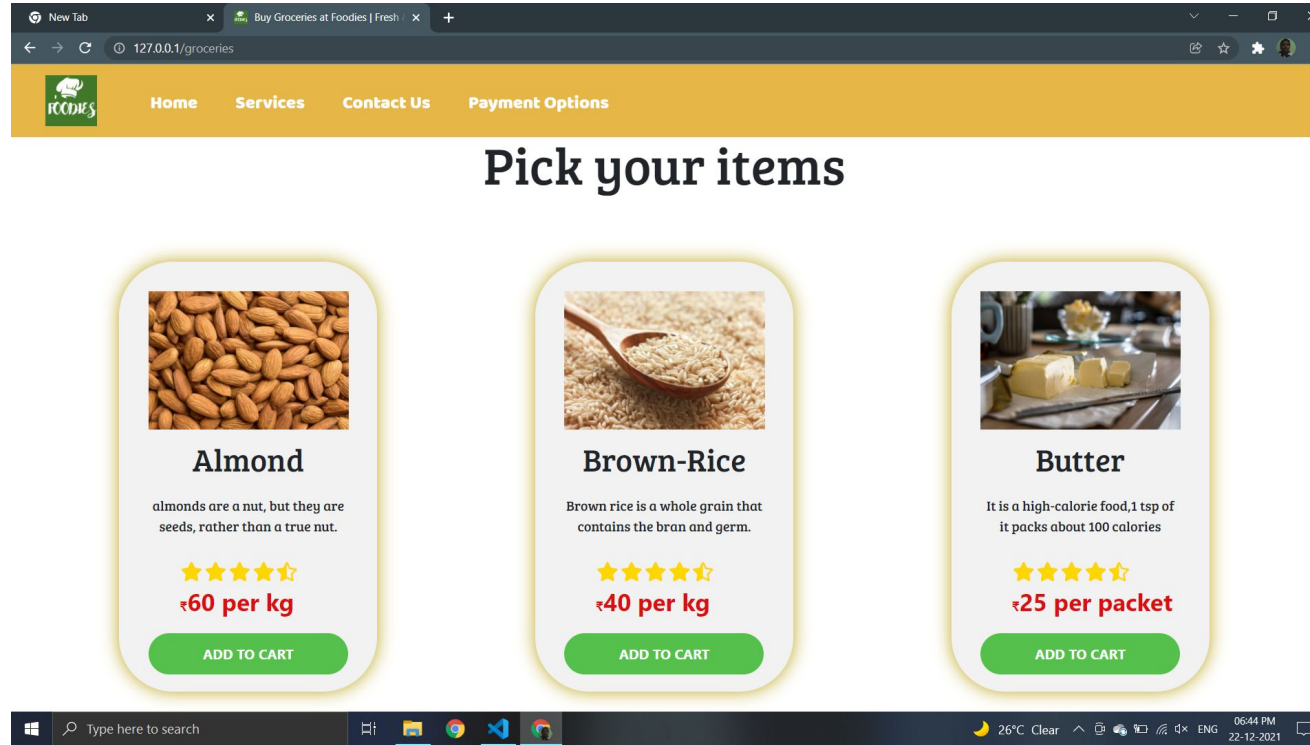 New Tab
Buy Groceries at Foodies | Fresh
127.0.0.1/groceries
FOODIES
Home Services Contact Us Payment Options
Pick your items
Almond
almonds are a nut, but they are
seeds, rather than a true nut.
₹60 per kg
ADD TO CART
Brown-Rice
Brown rice is a whole grain that
contains the bran and germ.
₹40 per kg
ADD TO CART
Butter
It is a high-calorie food,1 tsp of
it packs about 100 calories
₹25 per packet
ADD TO CART
Type here to search
26°C Clear
ENG
06:44 PM
22-12-2021